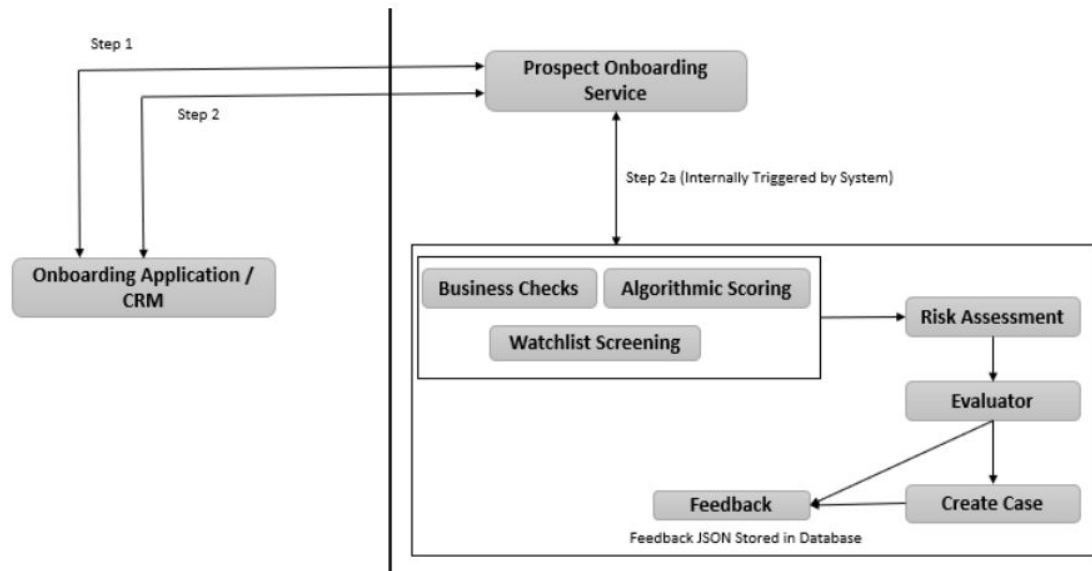 Step 1
Prospect Onboarding
Service
Step 2
Step 2a (Internally Triggered by System)
Onboarding Application /
CRM
Business Checks
Algorithmic Scoring
Watchlist Screening
Risk Assessment
Evaluator
Feedback
Create Case
Feedback JSON Stored in Database